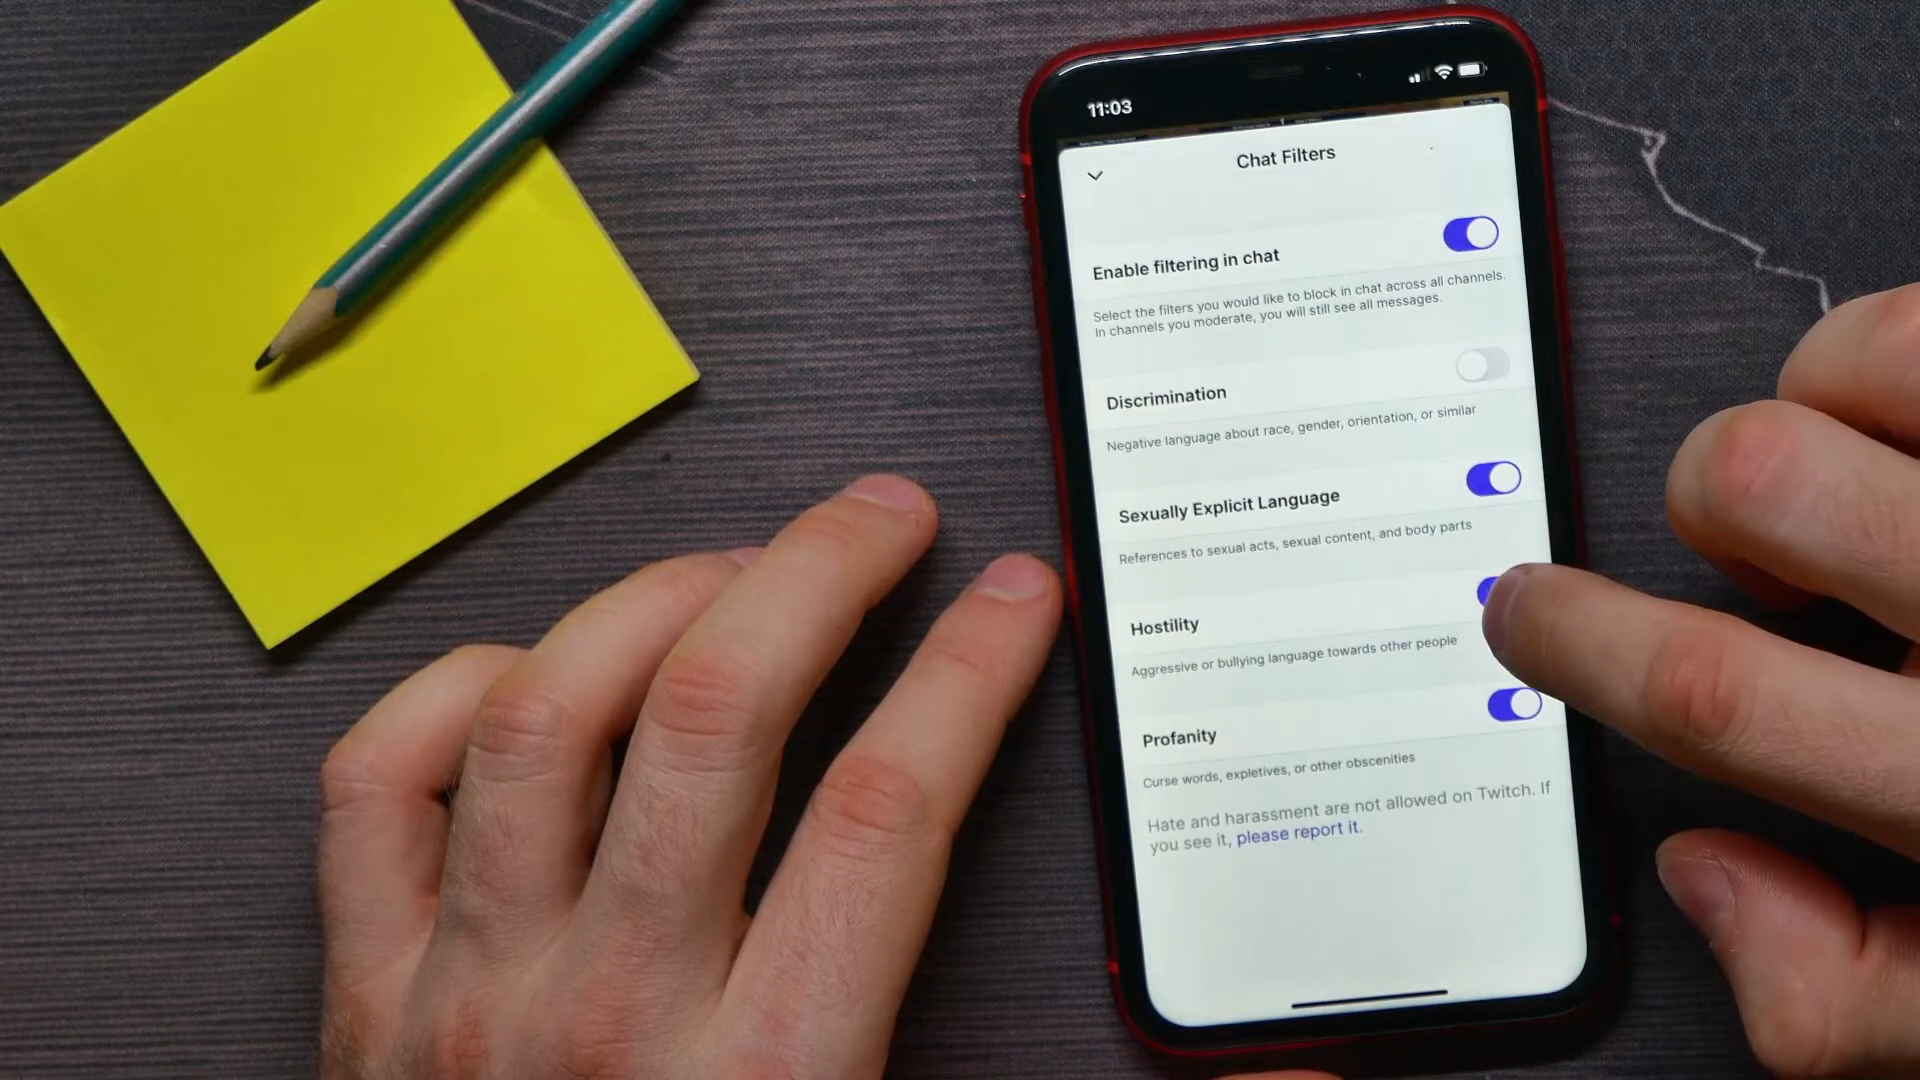 11:03
Chat Filters
Enable filtering in chat
Select the filters you would like to block in chat across all channels.
In channels you moderate, you will still see all messages.
Discrimination
Negative language about race, gender, orientation, or similar
Sexually Explicit Language
References to sexual acts, sexual content, and body parts
Hostility
Aggressive or bullying language towards other people
Profanity
Curse words, expletives, or other obscenities
Hate and harassment are not allowed on Twitch. If
you see it, please report it.